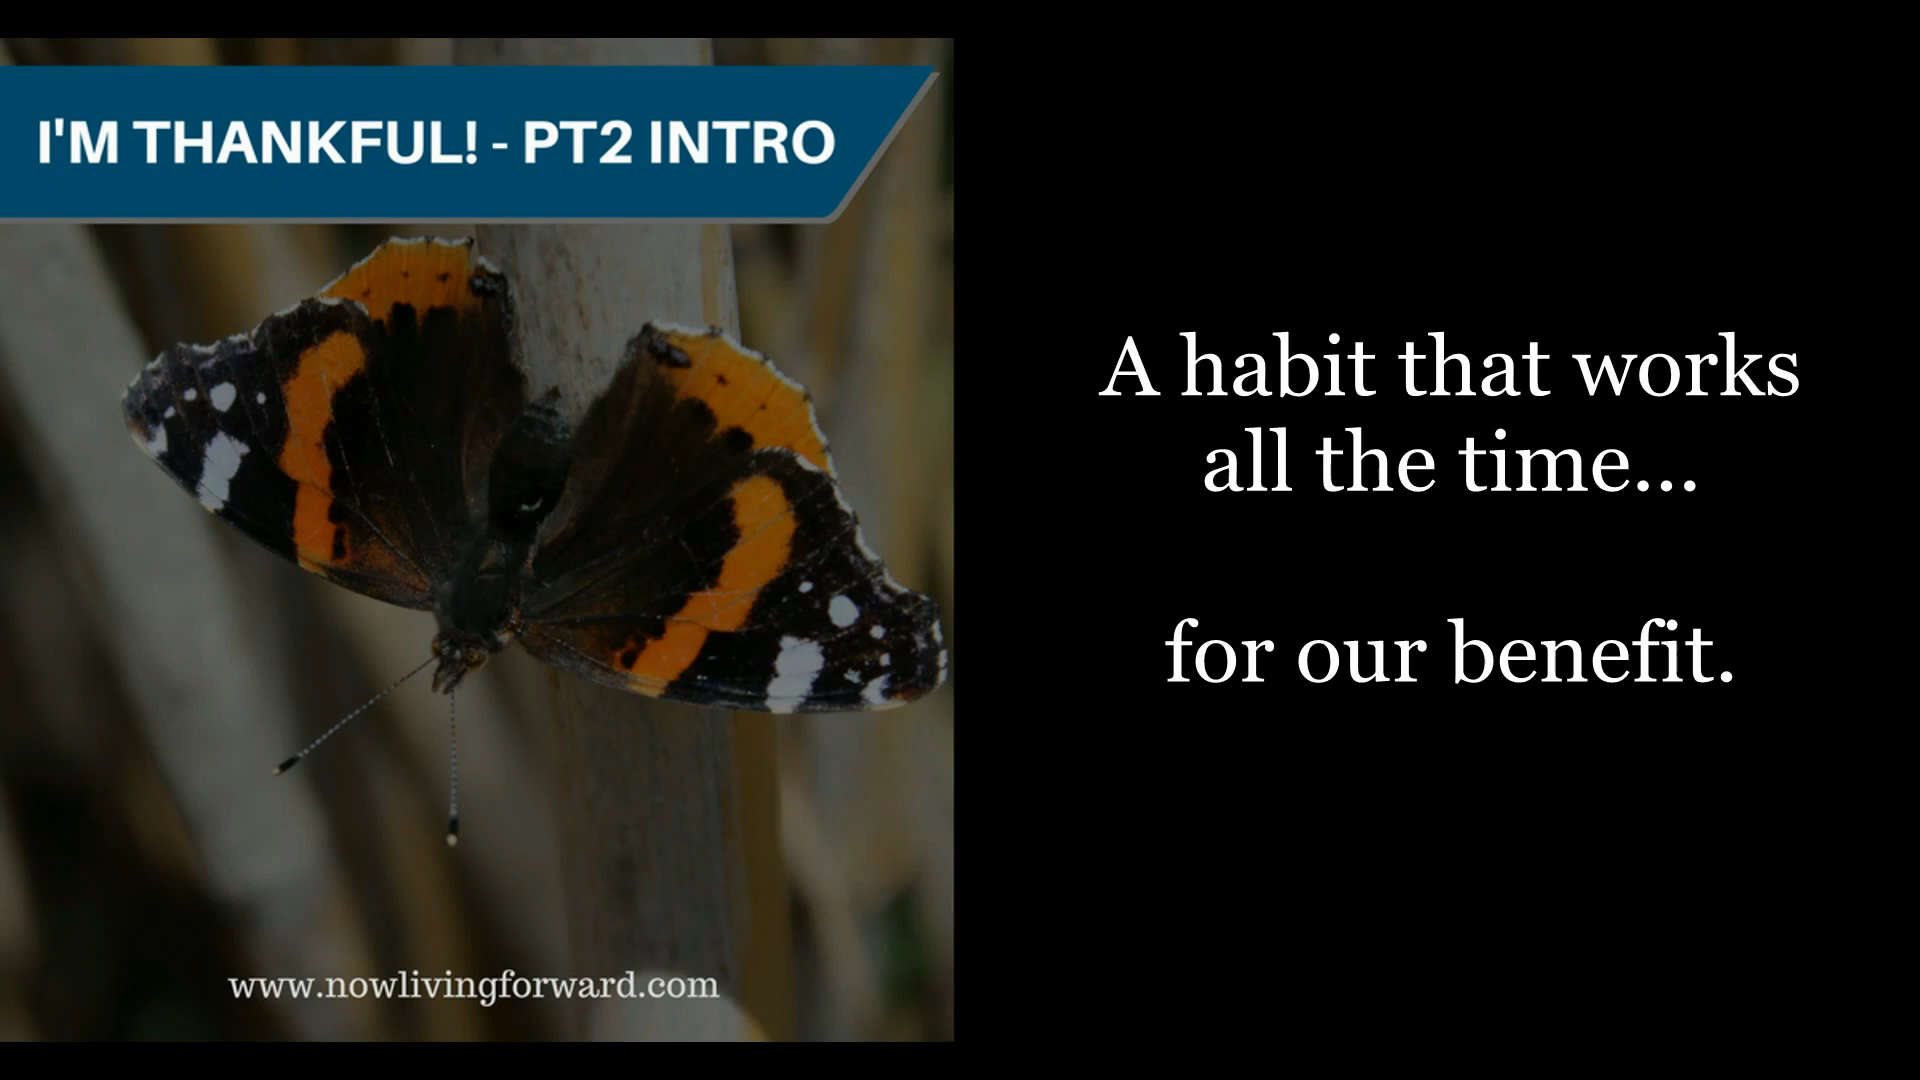 I'M THANKFUL! - PT2 INTRO
A habit that works
all the time...
for our benefit.
www.nowlivingforward.com